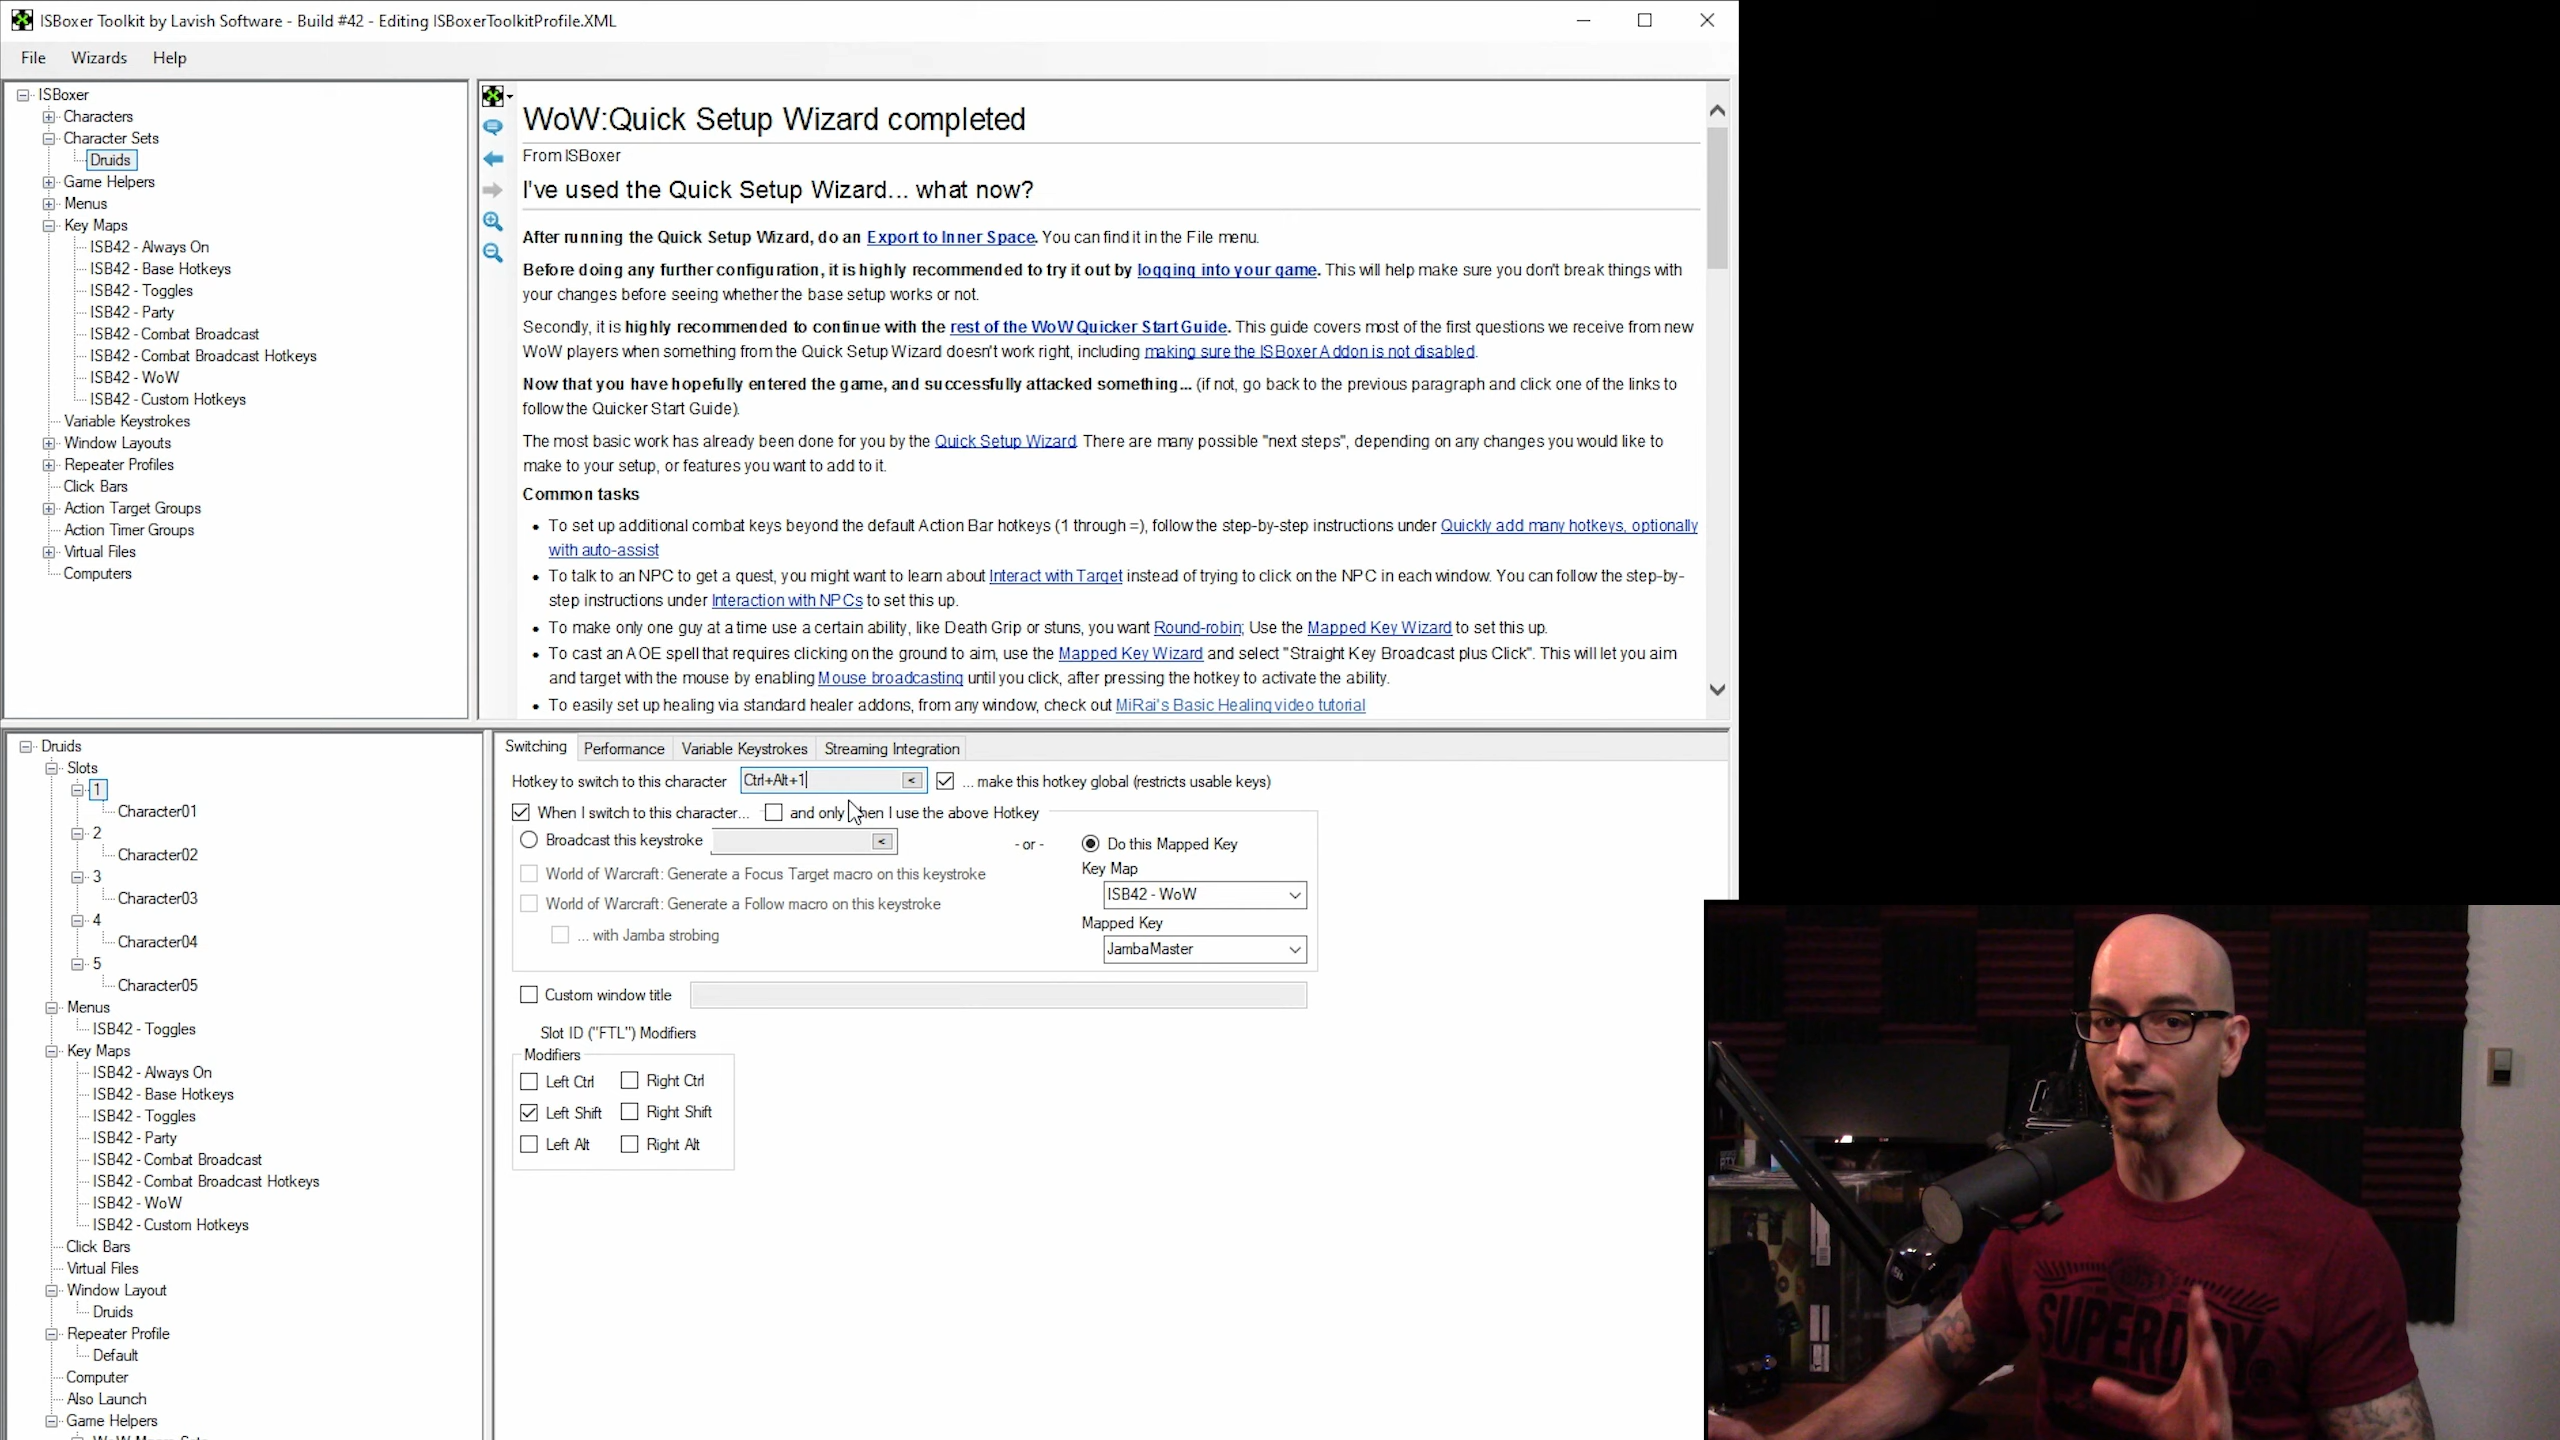 ISBoxer Toolkit by Lavish Software - Build #42 - Editing ISBoxerToolkitProfile.XML
File Wizards Help
ISBoxer
Characters
Character Sets
Druids
Game Helpers
Menus
Key Maps
ISB42 - Always On
ISB42 - Base Hotkeys
ISB42 - Toggles
ISB42 - Party
ISB42 - Combat Broadcast
ISB42 - Combat Broadcast Hotkeys
ISB42 - WoW
ISB42 - Custom Hotkeys
Variable Keystrokes
Window Layouts
Repeater Profiles
Click Bars
Action Target Groups
Action Timer Groups
Virtual Files
Computers
WoW:Quick Setup Wizard completed
From ISBoxer
I've used the Quick Setup Wizard... what now?
After running the Quick Setup Wizard, do an Export to Inner Space. You can find it in the File menu.
Before doing any further configuration, it is highly recommended to try it out by logging into your game. This will help make sure you don't break things with
your changes before seeing whether the base setup works or not.
Secondly, it is highly recommended to continue with the rest of the WoW Quicker Start Guide. This guide covers most of the first questions we receive from new
WoW players when something from the Quick Setup Wizard doesn't work right, including making sure the ISBoxer Addon is not disabled.
Now that you have hopefully entered the game, and successfully attacked something... (if not, go back to the previous paragraph and click one of the links to
follow the Quicker Start Guide).
The most basic work has already been done for you by the Quick Setup Wizard. There are many possible "next steps", depending on any changes you would like to
make to your setup, or features you want to add to it.
Common tasks
To set up additional combat keys beyond the default Action Bar hotkeys (1 through =), follow the step-by-step instructions under Quickly add many hotkeys, optionally
with auto-assist
To talk to an NPC to get a quest, you might want to learn about Interact with Target instead of trying to click on the NPC in each window. You can follow the step-by-
step instructions under Interaction with NPCs to set this up.
To make only one guy at a time use a certain ability, like Death Grip or stuns, you want Round-robin; Use the Mapped Key Wizard to set this up.
To cast an AOE spell that requires clicking on the ground to aim, use the Mapped Key Wizard and select "Straight Key Broadcast plus Click". This will let you aim
and target with the mouse by enabling Mouse broadcasting until you click, after pressing the hotkey to activate the ability.
To easily set up healing via standard healer addons, from any window, check out MiRai's Basic Healing video tutorial
Druids
Slots
1
Character01
2
Character02
3
Character03
4
Character04
5
Character05
Menus
ISB42 - Toggles
Key Maps
ISB42 - Always On
ISB42 - Base Hotkeys
ISB42 - Toggles
ISB42 - Party
ISB42 - Combat Broadcast
ISB42 - Combat Broadcast Hotkeys
ISB42 - WoW
ISB42 - Custom Hotkeys
Click Bars
Virtual Files
Window Layout
Druids
Repeater Profile
Default
Computer
Also Launch
Game Helpers
Switching Performance Variable Keystrokes Streaming Integration
Hotkey to switch to this character Ctrl+Alt+1 < ... make this hotkey global (restricts usable keys)
When I switch to this character... and only when I use the above Hotkey
Broadcast this keystroke < - or - Do this Mapped Key
World of Warcraft: Generate a Focus Target macro on this keystroke
World of Warcraft: Generate a Follow macro on this keystroke
... with Jamba strobing
Key Map
ISB42 - WoW
Mapped Key
JambaMaster
Custom window title
Slot ID ("FTL") Modifiers
Modifiers
Left Ctrl Right Ctrl
Left Shift Right Shift
Left Alt Right Alt